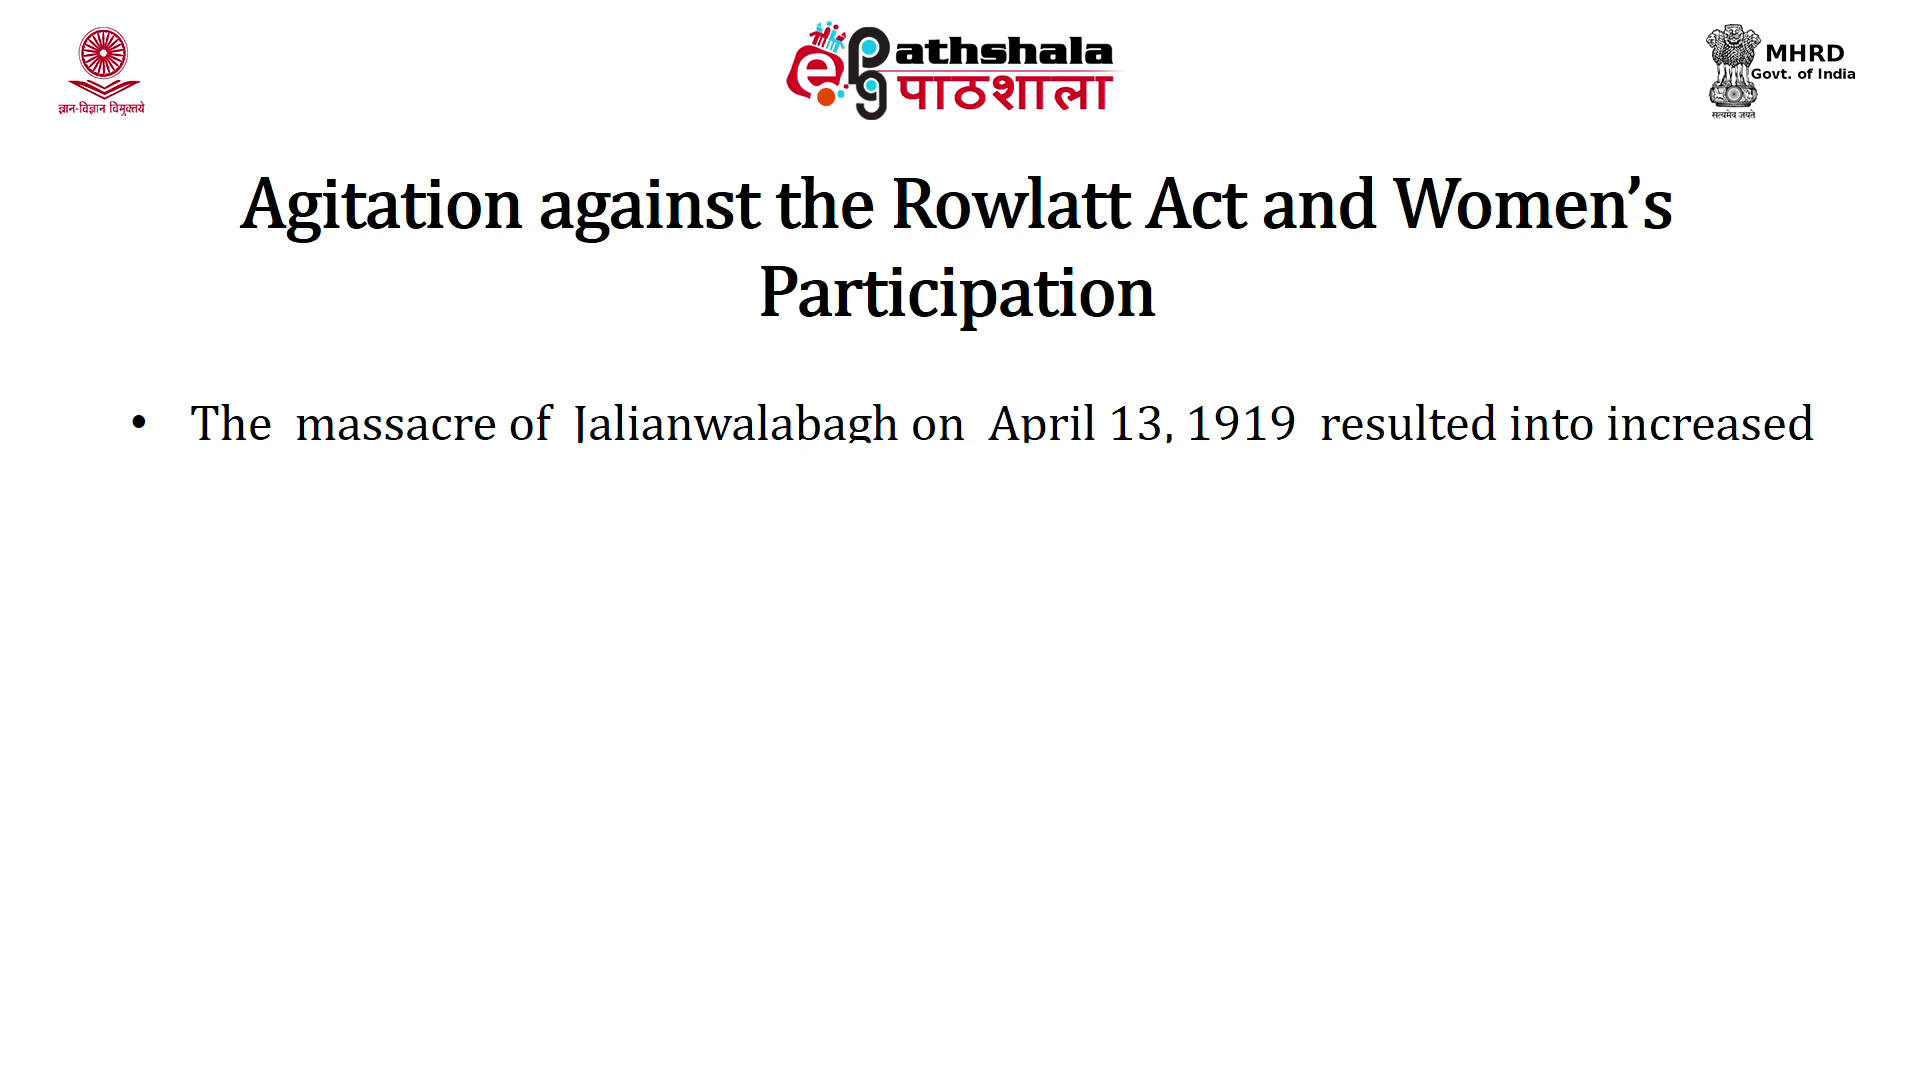 ज्ञान-विज्ञान विमुक्तये
ePG athshala
पाठशाला
MHRD
Govt. of India
सत्यमेव जयते
Agitation against the Rowlatt Act and Women’s
Participation
• The massacre of Jalianwalabagh on April 13, 1919 resulted into increased